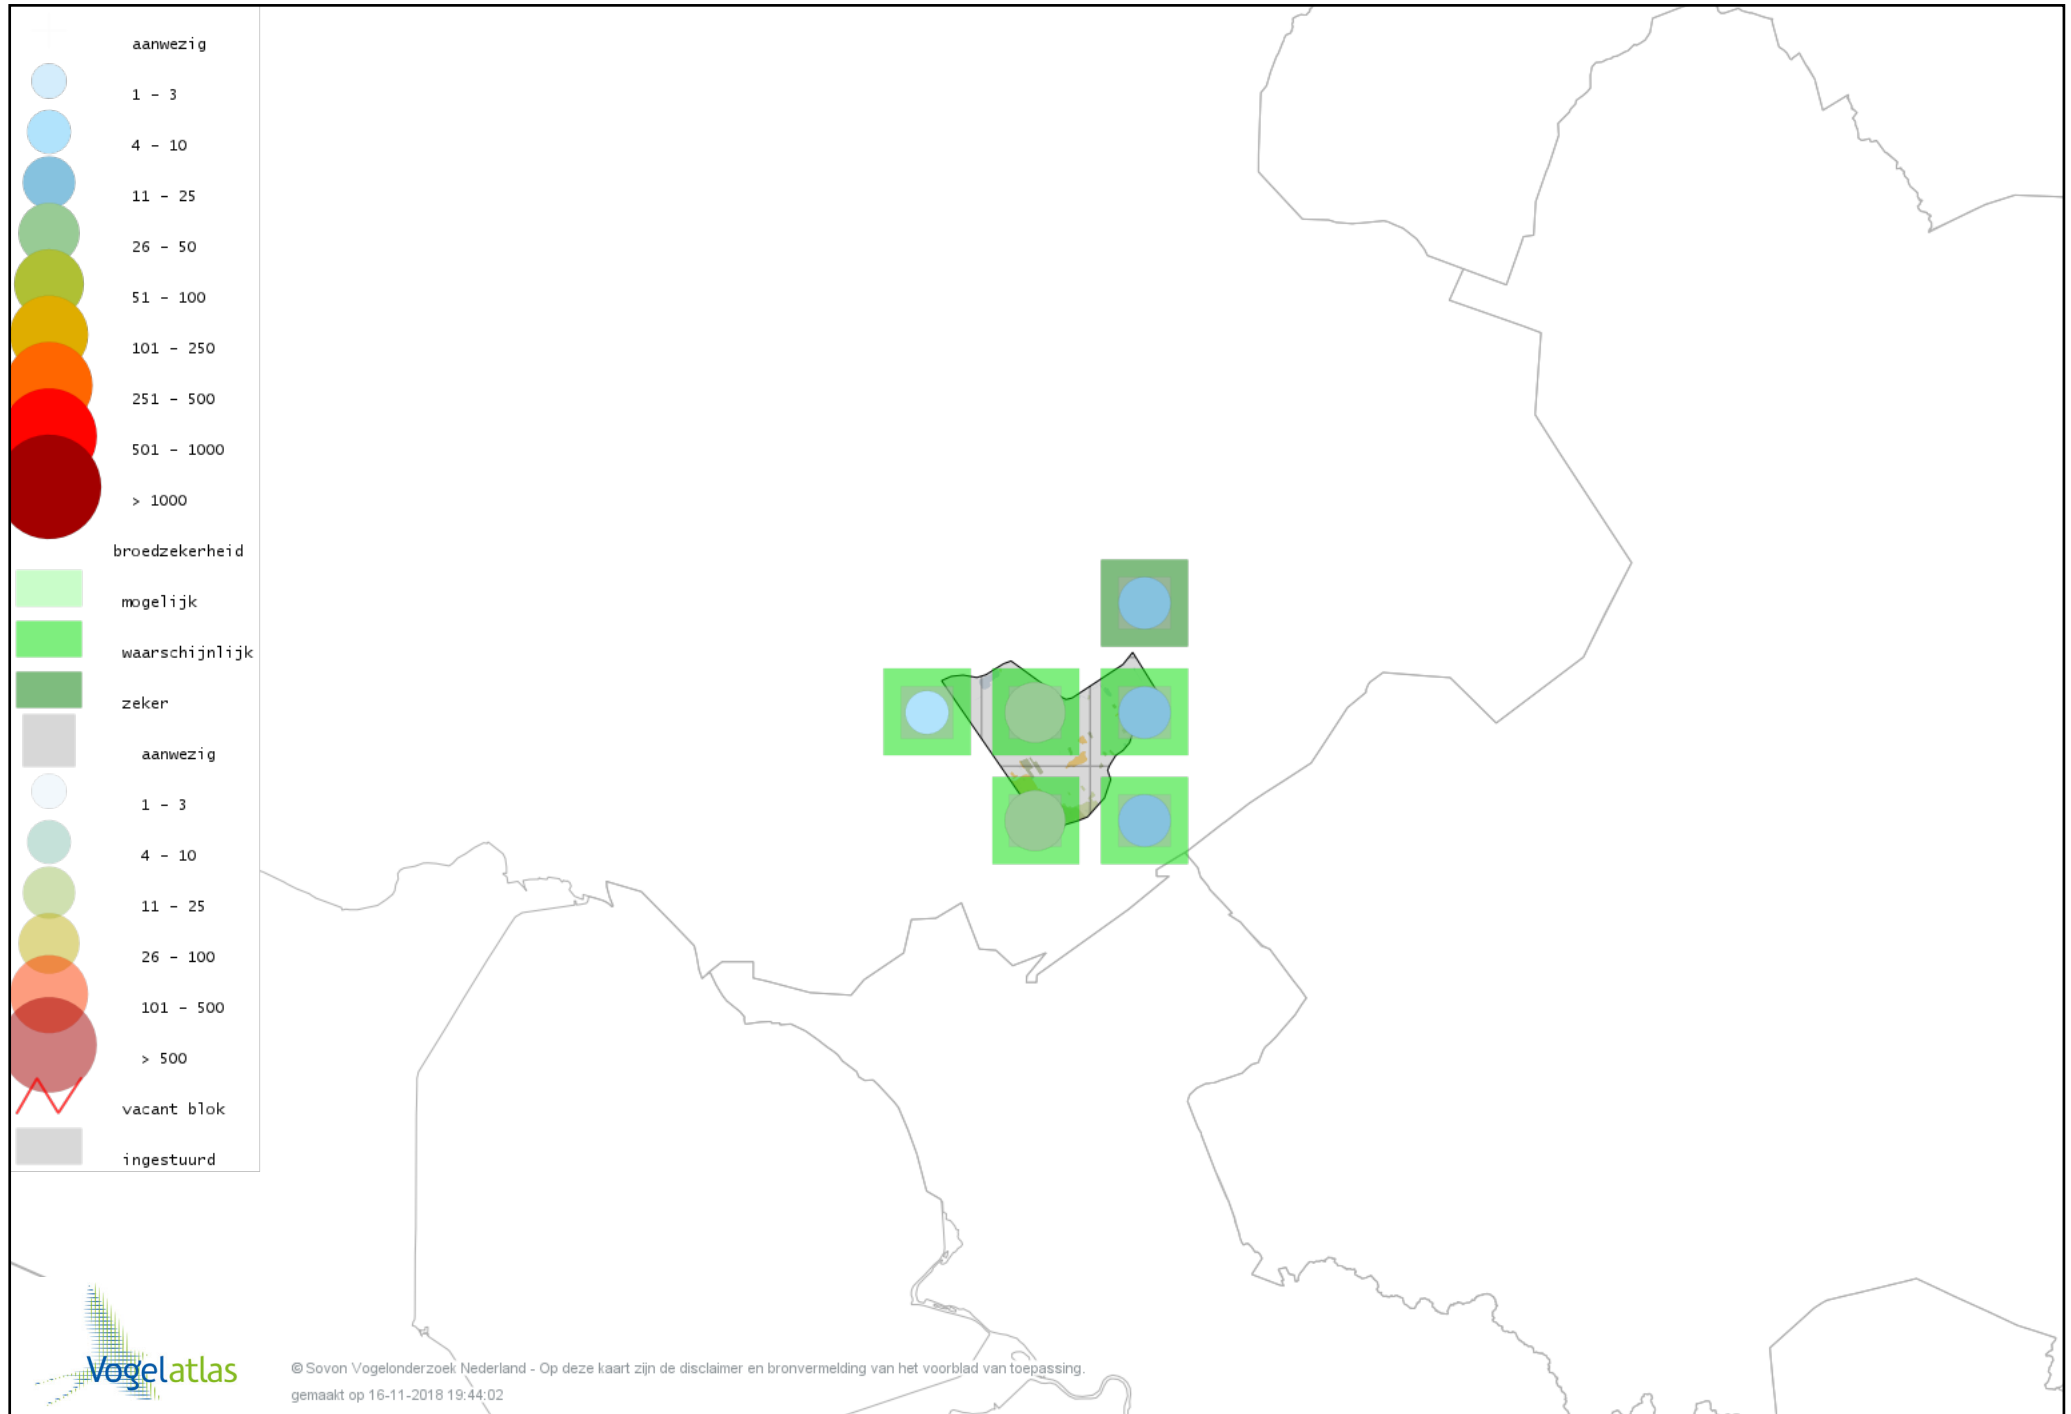 aanwezig
1 - 3
4 - 10
11 - 25
26 - 50
51 - 100
101 - 250
251 - 500
501 - 1000
> 1000
broedzekerheid
mogelijk
waarschijnlijk
zeker
aanwezig
1 - 3
4 - 10
11 - 25
26 - 100
101 - 500
> 500
vacant blok
ingestuurd
Vogelatlas
© Sovon Vogelonderzoek Nederland - Op deze kaart zijn de disclaimer en bronvermelding van het voorblad van toepassing.
gemaakt op 16-11-2018 19:44:02